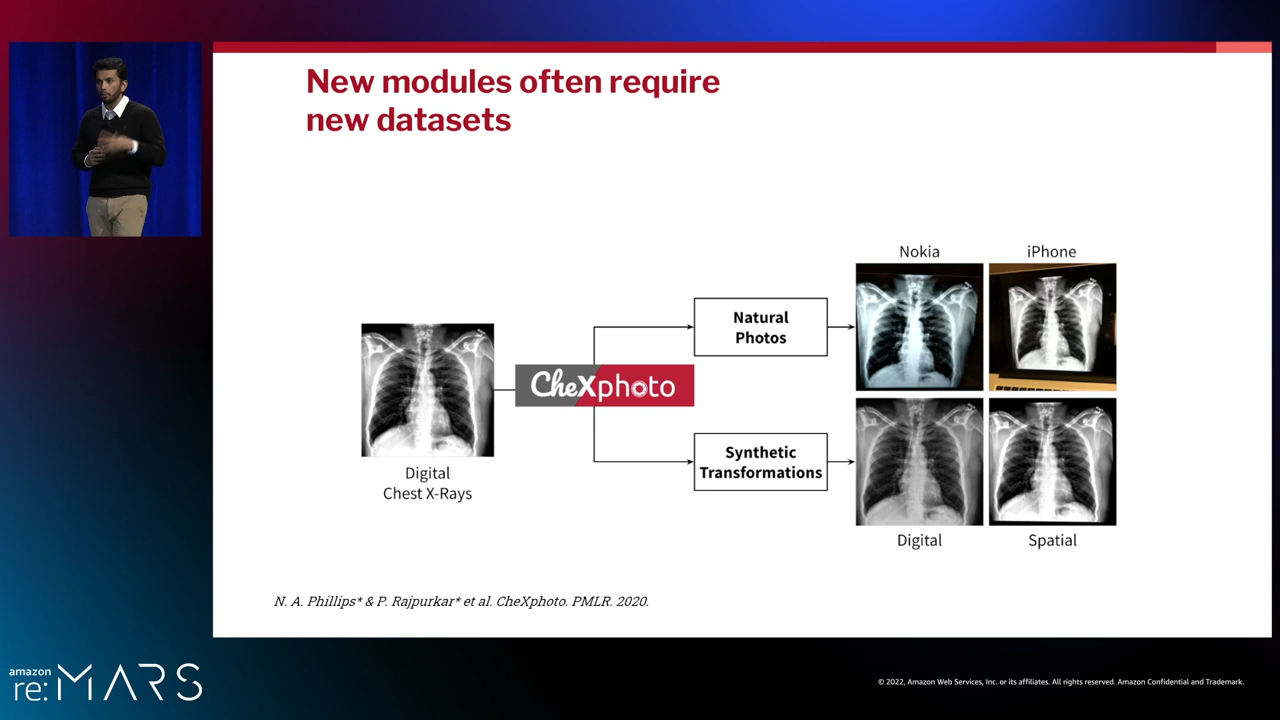 New modules often require
new datasets
Nokia
iPhone
Natural
Photos
CheXphoto
Synthetic
Transformations
Digital
Chest X-Rays
Digital
Spatial
N. A. Phillips* & P. Rajpurkar* et al. CheXphoto. PMLR. 2020.
amazon
re:MARS
© 2022, Amazon Web Services, Inc. or its affiliates. All rights reserved. Amazon Confidential and Trademark.